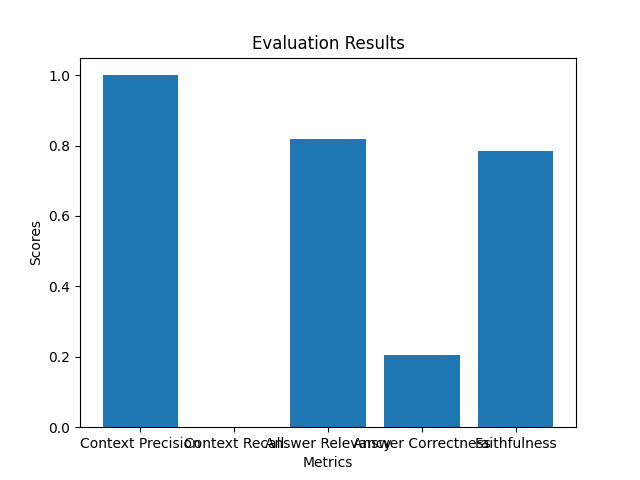 Evaluation Results
1.0
0.8
0.6
0.4
0.2
0.0
Scores
Context Precision Context Recall Answer Relevancy Answer Correctness Faithfulness
Metrics